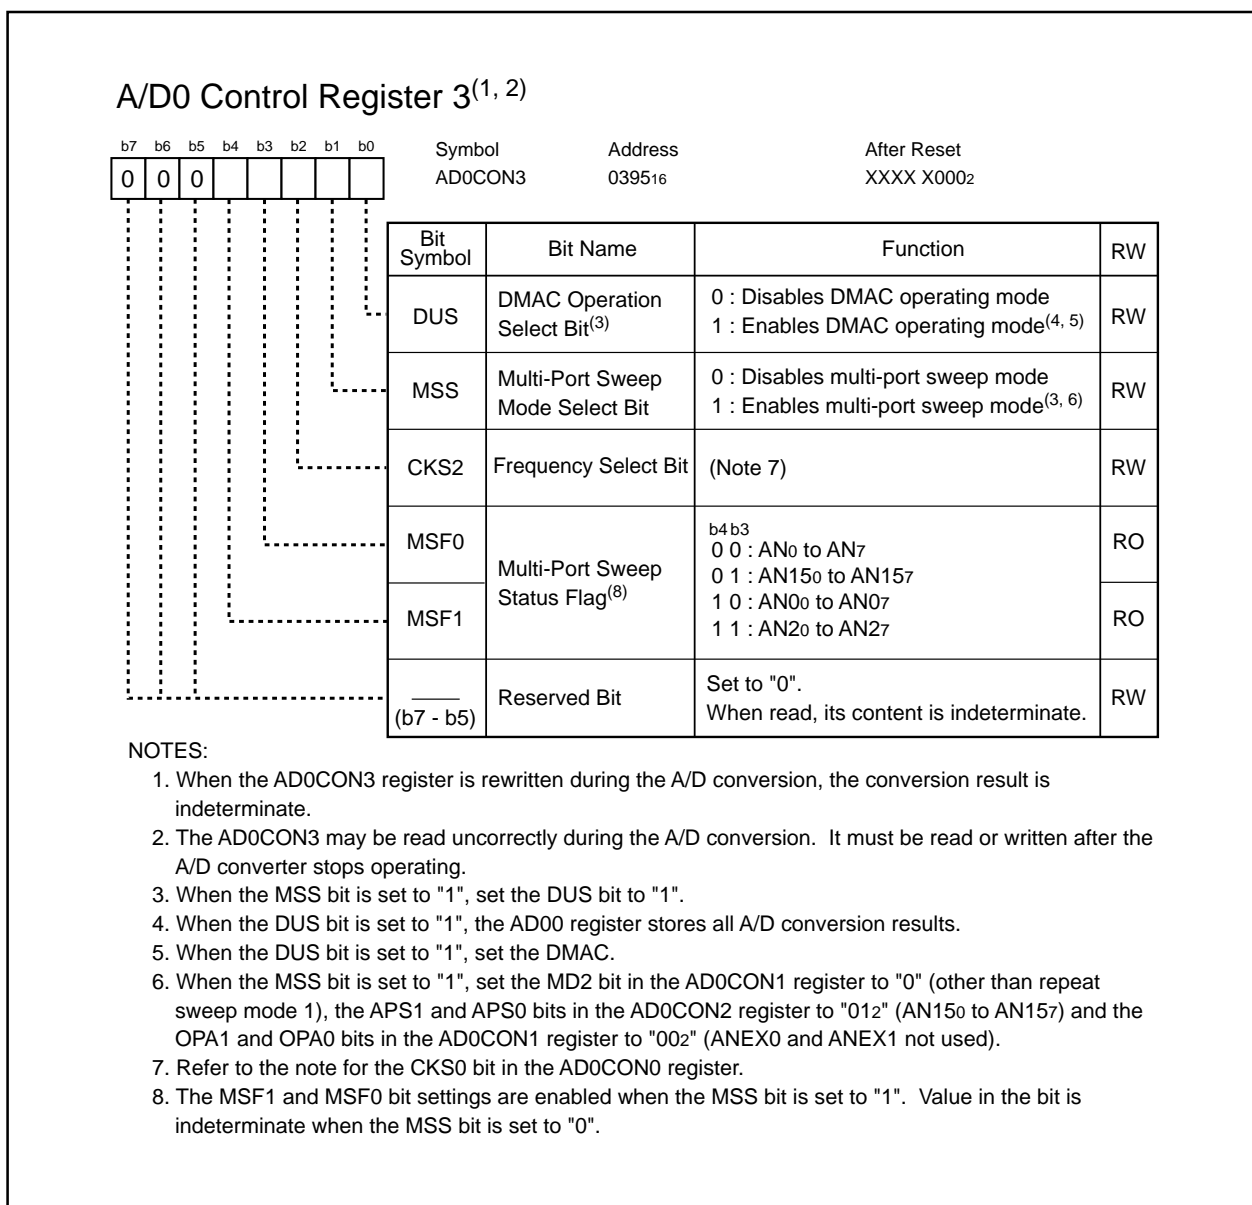 A/D0 Control Register 3(1, 2)
b7 b6 b5 b4 b3 b2 b1 b0
0 0 0
Symbol Address After Reset
AD0CON3 039516 XXXX X0002
Bit Symbol Bit Name Function RW
DUS
DMAC Operation
Select Bit(3)
0 : Disables DMAC operating mode
1 : Enables DMAC operating mode(4, 5)
RW
MSS
Multi-Port Sweep
Mode Select Bit
0 : Disables multi-port sweep mode
1 : Enables multi-port sweep mode(3, 6)
RW
CKS2 Frequency Select Bit (Note 7) RW
MSF0
MSF1
Multi-Port Sweep
Status Flag(8)
b4 b3
0 0 : AN0 to AN7
0 1 : AN150 to AN157
1 0 : AN00 to AN07
1 1 : AN20 to AN27
RO
RO
(b7 - b5)
Reserved Bit
Set to "0".
When read, its content is indeterminate.
RW
NOTES:
1. When the AD0CON3 register is rewritten during the A/D conversion, the conversion result is
indeterminate.
2. The AD0CON3 may be read uncorrectly during the A/D conversion. It must be read or written after the
A/D converter stops operating.
3. When the MSS bit is set to "1", set the DUS bit to "1".
4. When the DUS bit is set to "1", the AD00 register stores all A/D conversion results.
5. When the DUS bit is set to "1", set the DMAC.
6. When the MSS bit is set to "1", set the MD2 bit in the AD0CON1 register to "0" (other than repeat
sweep mode 1), the APS1 and APS0 bits in the AD0CON2 register to "012" (AN150 to AN157) and the
OPA1 and OPA0 bits in the AD0CON1 register to "002" (ANEX0 and ANEX1 not used).
7. Refer to the note for the CKS0 bit in the AD0CON0 register.
8. The MSF1 and MSF0 bit settings are enabled when the MSS bit is set to "1". Value in the bit is
indeterminate when the MSS bit is set to "0".